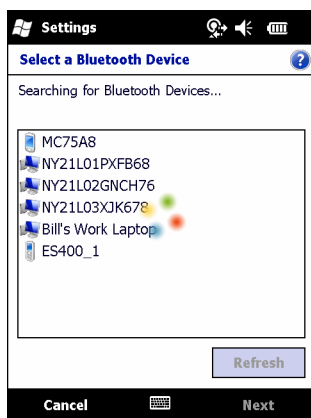 Settings
Select a Bluetooth Device
Searching for Bluetooth Devices...
MC75A8
NY21L01PXFB68
NY21L02GNCH76
NY21L03XJK678
Bill's Work Laptop
ES400_1
Refresh
Cancel
Next